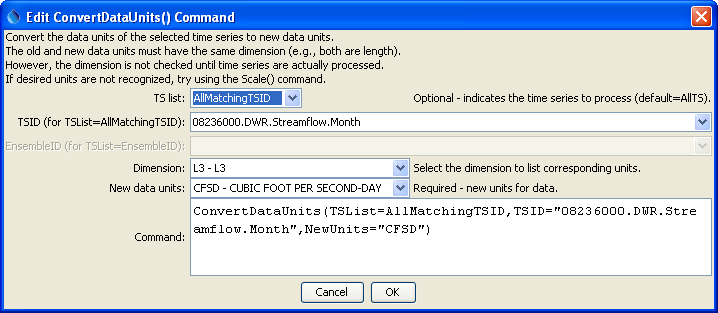 Edit ConvertDataUnits() Command
Convert the data units of the selected time series to new data units.
The old and new data units must have the same dimension (e.g., both are length).
However, the dimension is not checked until time series are actually processed.
If desired units are not recognized, try using the Scale() command.
TS list: AllMatchingTSID Optional - indicates the time series to process (default=AllTS).
TSID (for TSList=AllMatchingTSID): 08236000.DWR.Streamflow.Month
EnsembleID (for TSList=EnsembleID):
Dimension: L3 - L3 Select the dimension to list corresponding units.
New data units: CFSD - CUBIC FOOT PER SECOND-DAY Required - new units for data.
Command: ConvertDataUnits(TSList=AllMatchingTSID,TSID="08236000.DWR.Stre
amflow.Month",NewUnits="CFSD")
Cancel OK